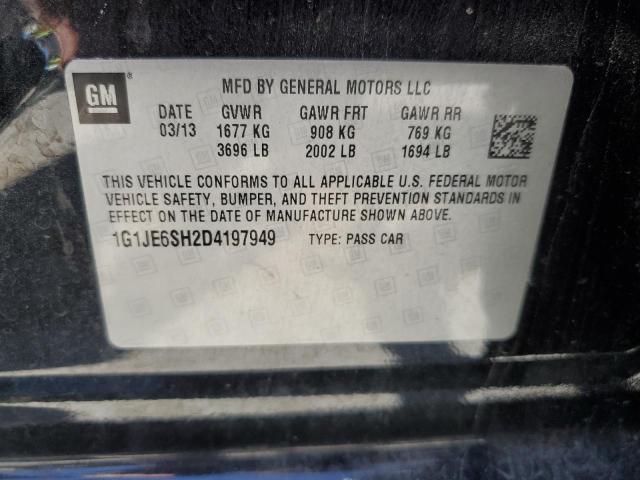 GM
MFD BY GENERAL MOTORS LLC
DATE GVWR GAWR FRT GAWR RR
03/13 1677 KG 908 KG 769 KG
3696 LB 2002 LB 1694 LB
THIS VEHICLE CONFORMS TO ALL APPLICABLE U.S. FEDERAL MOTOR
VEHICLE SAFETY, BUMPER, AND THEFT PREVENTION STANDARDS IN
EFFECT ON THE DATE OF MANUFACTURE SHOWN ABOVE.
1G1JE6SH2D4197949 TYPE: PASS CAR